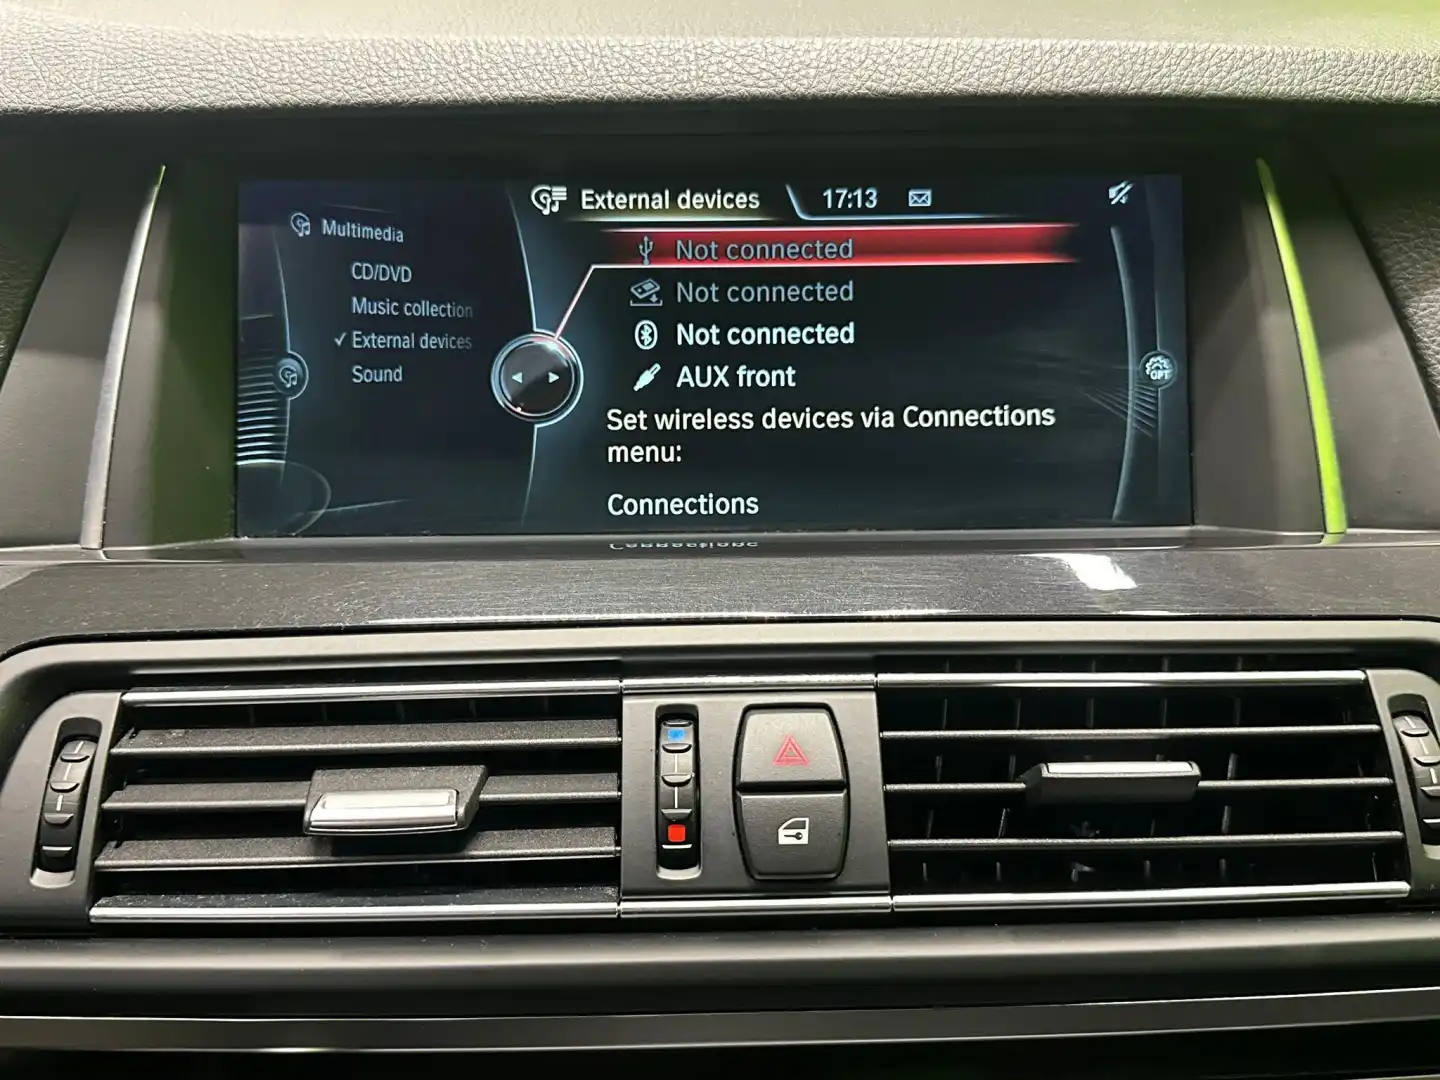 External devices 17:13
Multimedia
CD/DVD
Music collection
External devices
Sound
Not connected
Not connected
Not connected
AUX front
Set wireless devices via Connections
menu:
Connections
OPT